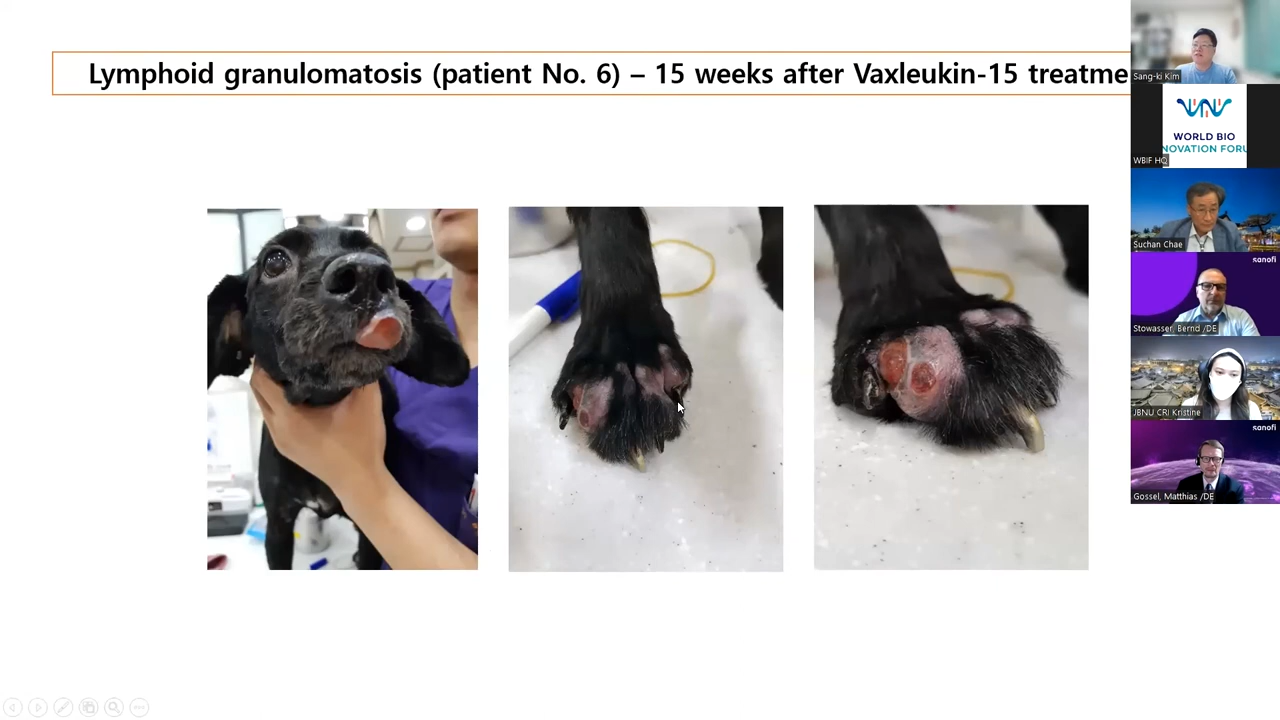 Lymphoid granulomatosis (patient No. 6) – 15 weeks after Vaxleukin-15 treatme
Sang-ki Kim
WORLD BIO
NOVATION FORU
WBIF HQ
Suchan Chae
sanofi
Stowasser, Bernd /DE
JBNU CRI Kristine
sanofi
Gossel, Matthias /DE